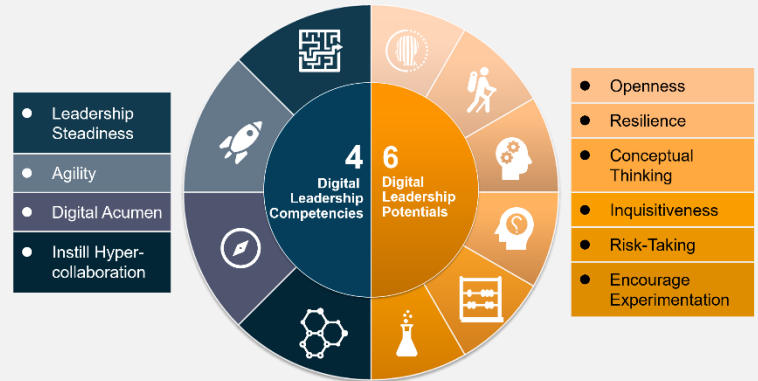 Leadership
Steadiness
Agility
Digital Acumen
Instill Hyper-
collaboration
4
Digital
Leadership
Competencies
6
Digital
Leadership
Potentials
Openness
Resilience
Conceptual
Thinking
Inquisitiveness
Risk-Taking
Encourage
Experimentation